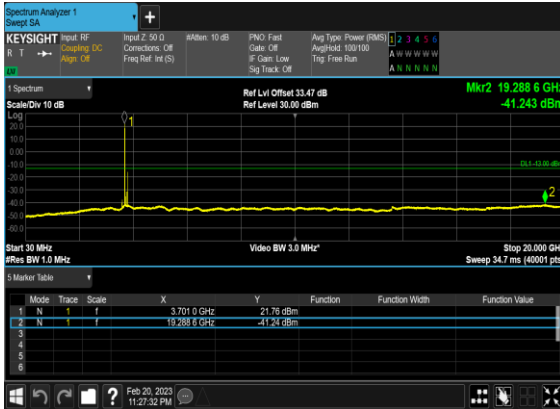 Spectrum Analyzer 1
Swept SA
+
KEYSIGHT
R T
Input: RF
Coupling: DC
Align: Off
Input Z: 50 Ω
Corrections: Off
Freq Ref: Int (S)
#Atten: 10 dB
PNO: Fast
Gate: Off
IF Gain: Low
Sig Track: Off
Avg Type: Power (RMS)
Avg|Hold: 100/100
Trig: Free Run
1 2 3 4 5 6
A W W W W W
A N N N N N
1 Spectrum
Scale/Div 10 dB
Ref Lvl Offset 33.47 dB
Ref Level 30.00 dBm
Mkr2 19.288 6 GHz
-41.243 dBm
Log
20.0
10.0
0.00
-10.0
-20.0
-30.0
-40.0
-50.0
-60.0
1
DL1 -13.00 dBm
2
Start 30 MHz
#Res BW 1.0 MHz
Video BW 3.0 MHz*
Stop 20.000 GHz
Sweep 34.7 ms (40001 pts)
5 Marker Table
Mode Trace Scale X Y Function Function Width Function Value
1 N 1 f 3.701 0 GHz 21.76 dBm
2 N 1 f 19.288 6 GHz -41.24 dBm
3
4
5
6
?
Feb 20, 2023
11:27:32 PM